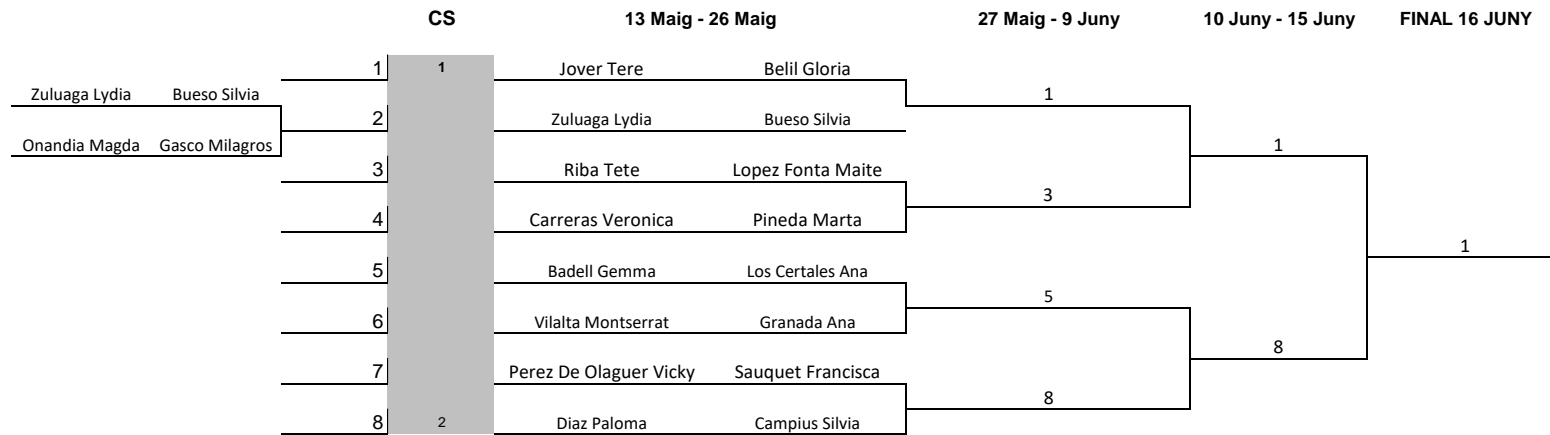 CS 13 Maig - 26 Maig 27 Maig - 9 Juny 10 Juny - 15 Juny FINAL 16 JUNY
1 1 Jover Tere Belil Gloria
Zuluaga Lydia Bueso Silvia 1
2 Zuluaga Lydia Bueso Silvia
Onandia Magda Gasco Milagros 1
3 Riba Tete Lopez Fonta Maite
3
4 Carreras Veronica Pineda Marta
1
5 Badell Gemma Los Certales Ana
5
6 Vilalta Montserrat Granada Ana
8
7 Perez De Olaguer Vicky Sauquet Francisca
8
8 2 Diaz Paloma Campius Silvia